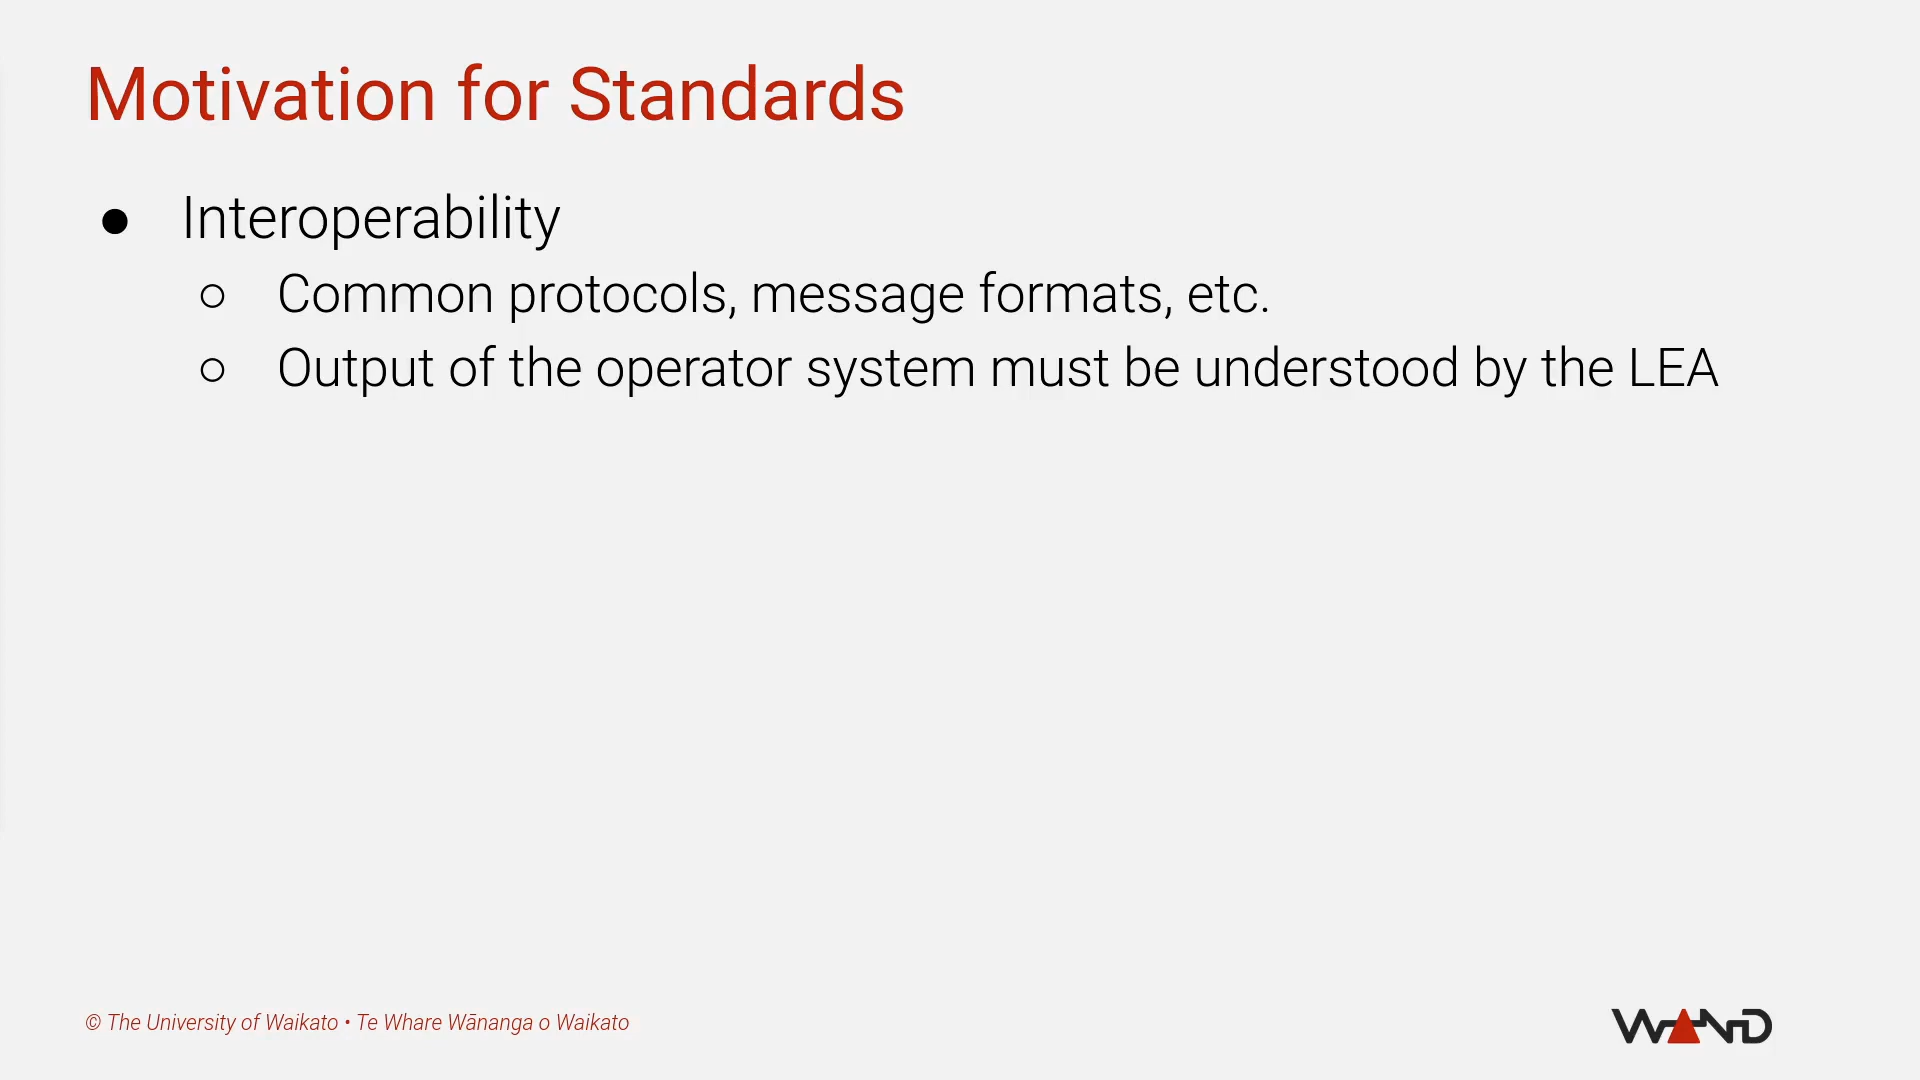 Motivation for Standards
● Interoperability
○ Common protocols, message formats, etc.
○ Output of the operator system must be understood by the LEA
© The University of Waikato • Te Whare Wānanga o Waikato
WAND